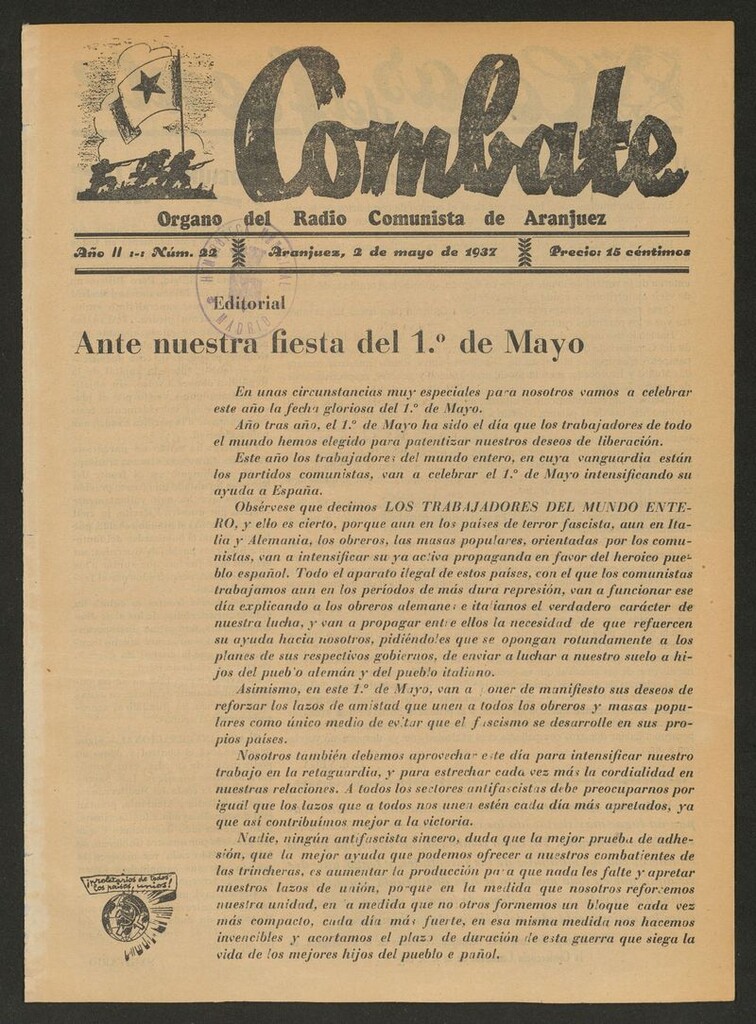 Combate
Organo del Radio Comunista de Aranjuez
Año II :-: Núm. 22
Aranjuez, 2 de mayo de 1937
Precio: 15 céntimos
HEMEROTECA MUNICIPAL
MADRID
Editorial
Ante nuestra fiesta del 1.º de Mayo
En unas circunstancias muy especiales para nosotros vamos a celebrar
este año la fecha gloriosa del 1.º de Mayo.
Año tras año, el 1.º de Mayo ha sido el día que los trabajadores de todo
el mundo hemos elegido para patentizar nuestros deseos de liberación.
Este año los trabajadores del mundo entero, en cuya vanguardia están
los partidos comunistas, van a celebrar el 1.º de Mayo intensificando su
ayuda a España.
Obsérvese que decimos LOS TRABAJADORES DEL MUNDO ENTE-
RO, y ello es cierto, porque aun en los países de terror fascista, aun en Ita-
lia y Alemania, los obreros, las masas populares, orientadas por los comu-
nistas, van a intensificar su ya activa propaganda en favor del heroico pue-
blo español. Todo el aparato ilegal de estos países, con el que los comunistas
trabajamos aun en los períodos de más dura represión, van a funcionar ese
día explicando a los obreros alemanes e italianos el verdadero carácter de
nuestra lucha, y van a propagar entre ellos la necesidad de que refuercen
su ayuda hacia nosotros, pidiéndoles que se opongan rotundamente a los
planes de sus respectivos gobiernos, de enviar a luchar a nuestro suelo a hi-
jos del pueblo alemán y del pueblo italiano.
Asimismo, en este 1.º de Mayo, van a poner de manifiesto sus deseos de
reforzar los lazos de amistad que unen a todos los obreros y masas popu-
lares como único medio de evitar que el fascismo se desarrolle en sus pro-
pios países.
Nosotros también debemos aprovechar este día para intensificar nuestro
trabajo en la retaguardia, y para estrechar cada vez más la cordialidad en
nuestras relaciones. A todos los sectores antifascistas debe preocuparnos por
igual que los lazos que a todos nos unen estén cada día más apretados, ya
que así contribuimos mejor a la victoria.
Nadie, ningún antifascista sincero, duda que la mejor prueba de adhe-
sión, que la mejor ayuda que podemos ofrecer a nuestros combatientes de
las trincheras, es aumentar la producción para que nada les falte y apretar
nuestros lazos de unión, porque en la medida que nosotros reforcemos
nuestra unidad, en la medida que nosotros formemos un bloque cada vez
más compacto, cada día más fuerte, en esa misma medida nos hacemos
invencibles y acortamos el plazo de duración de esta guerra que siega la
vida de los mejores hijos del pueblo español.
¡proletarios de todos
los países, uníos!